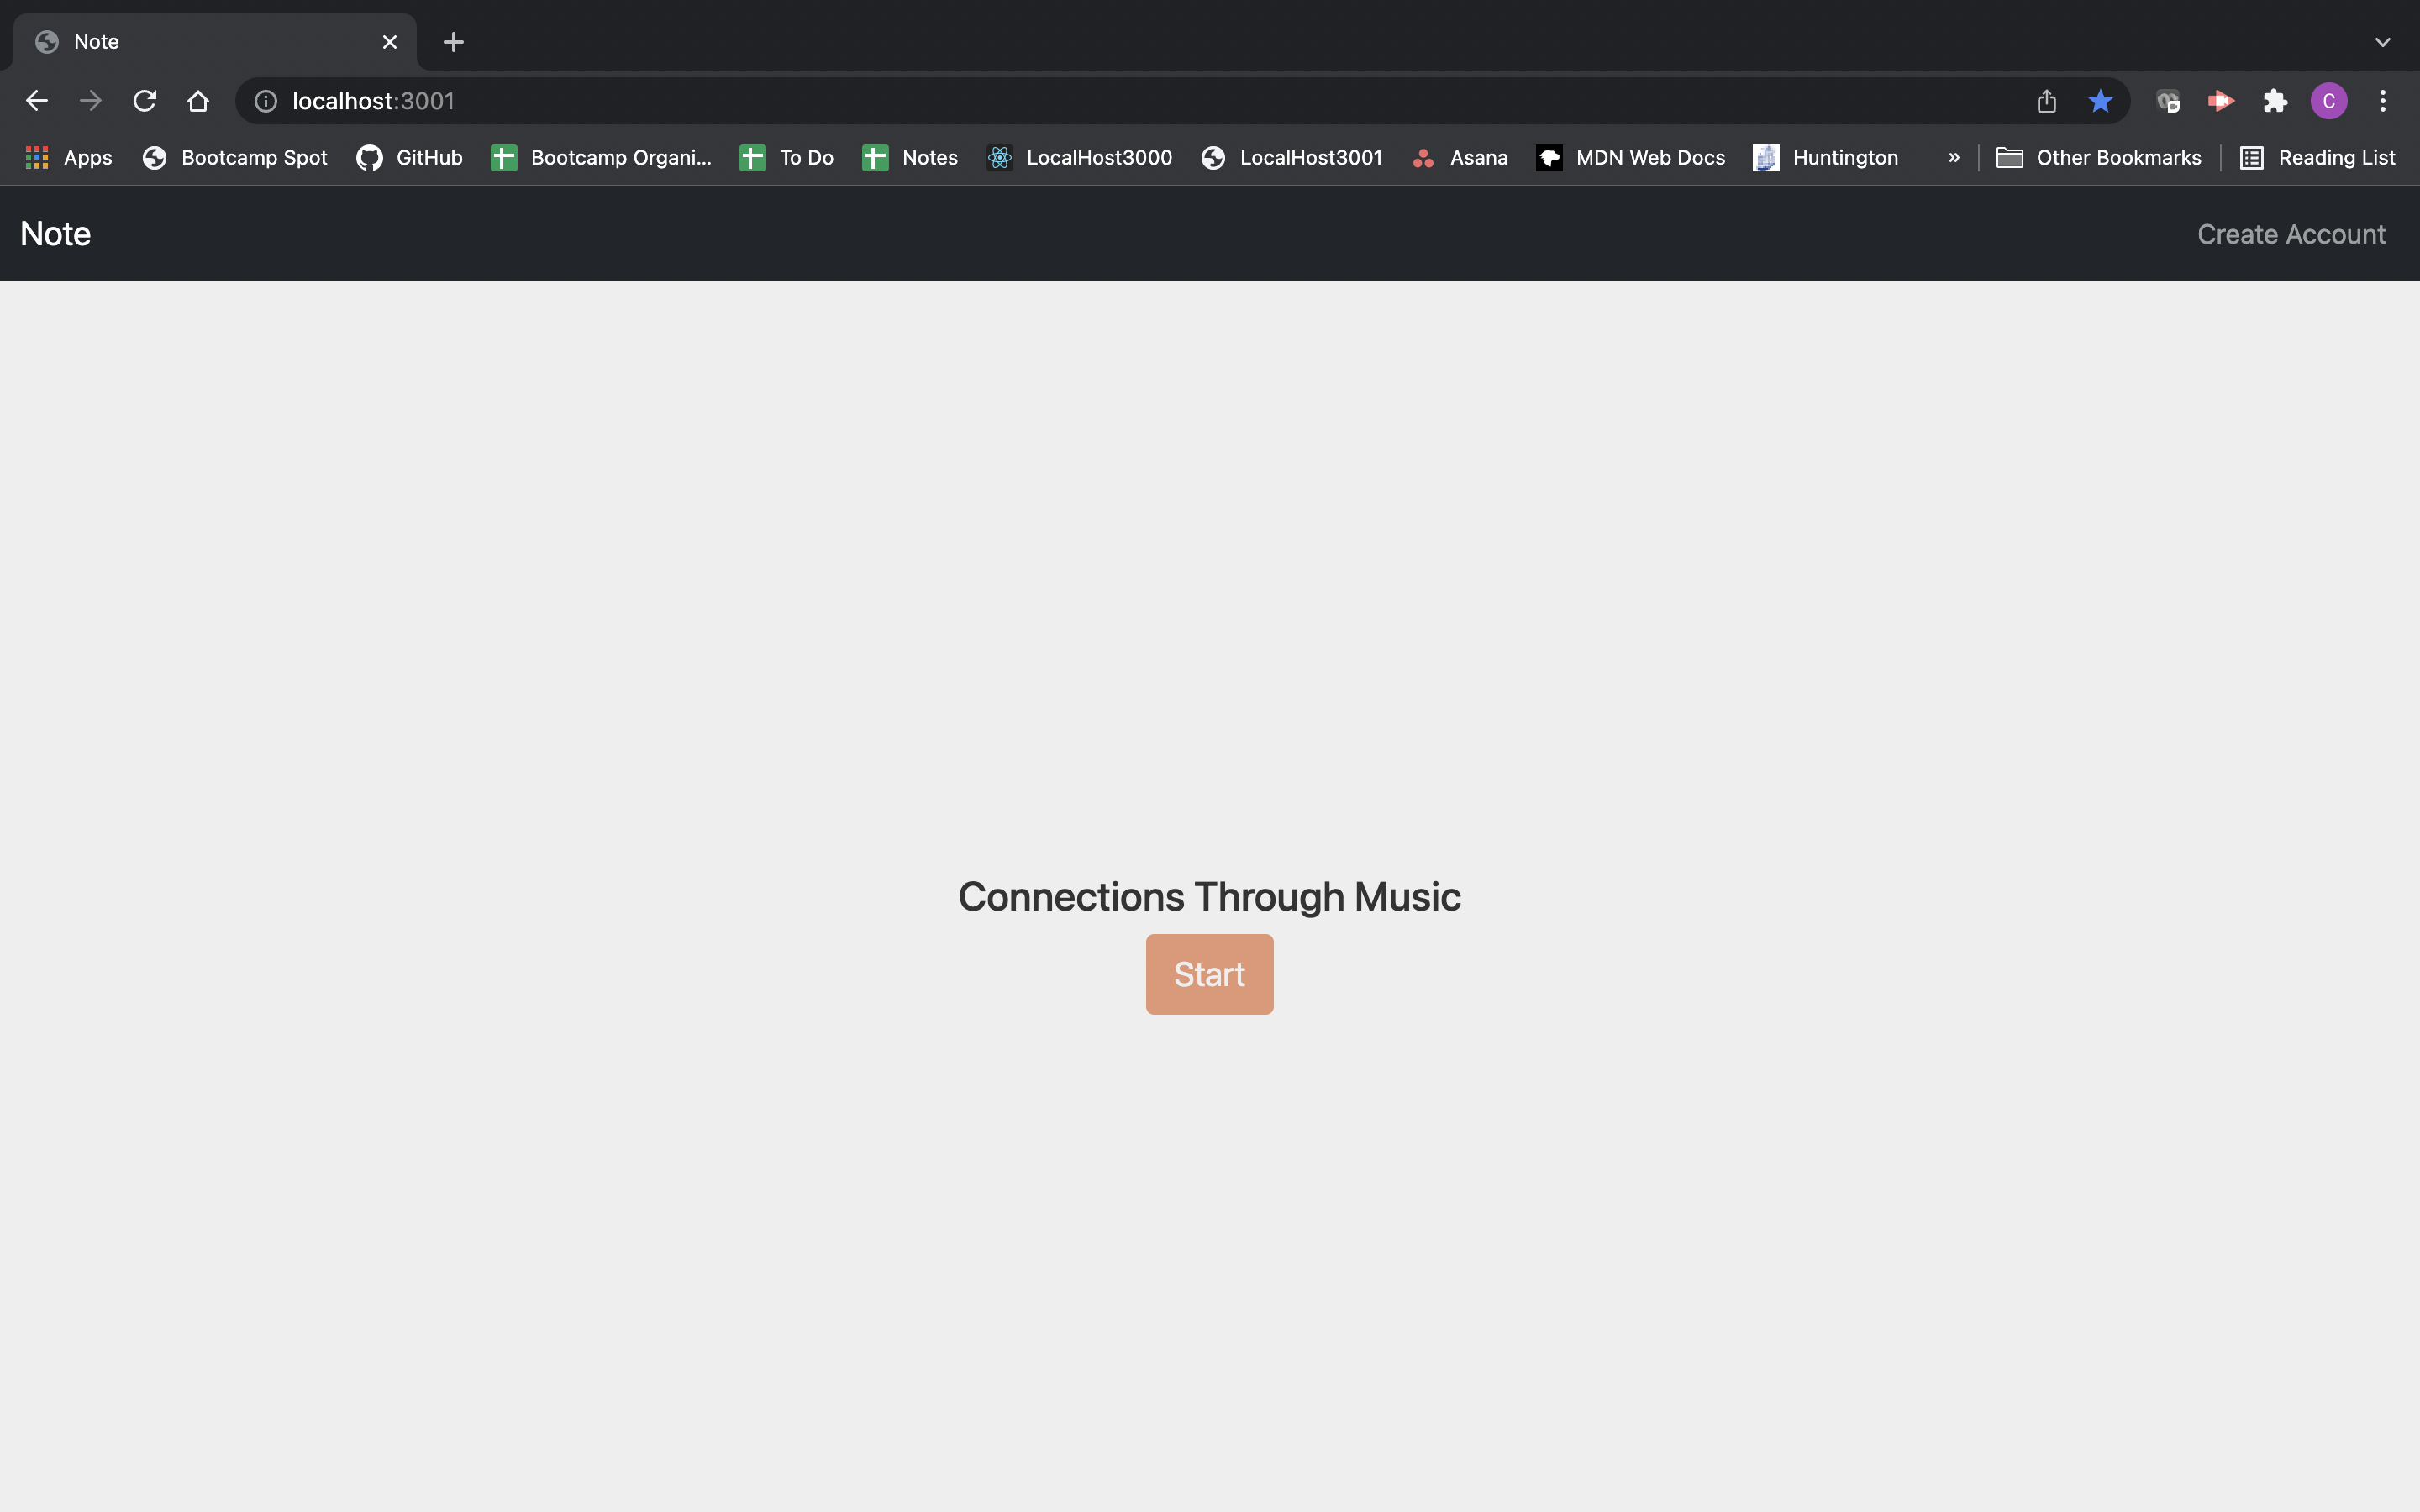 Note
localhost:3001
C
Apps Bootcamp Spot GitHub Bootcamp Organi... To Do Notes LocalHost3000 LocalHost3001 Asana MDN Web Docs Huntington » Other Bookmarks Reading List
Note Create Account
Connections Through Music
Start